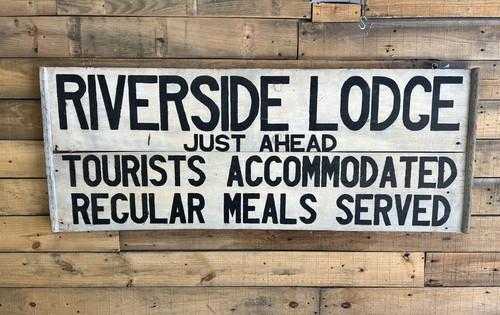 RIVERSIDE LODGE
JUST AHEAD
TOURISTS ACCOMMODATED
REGULAR MEALS SERVED